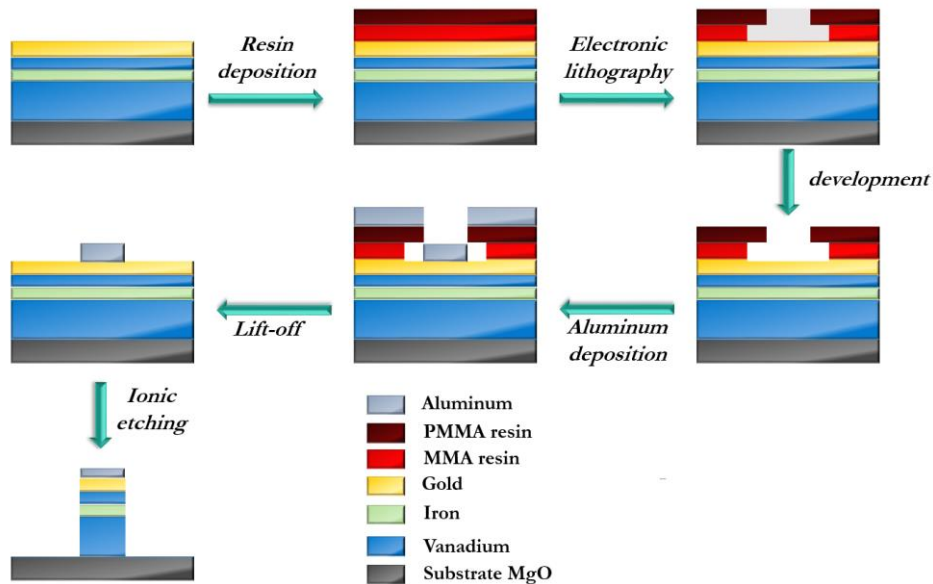 Resin
deposition
Electronic
lithography
development
Aluminum
deposition
Lift-off
Ionic
etching
Aluminum
PMMA resin
MMA resin
Gold
Iron
Vanadium
Substrate MgO